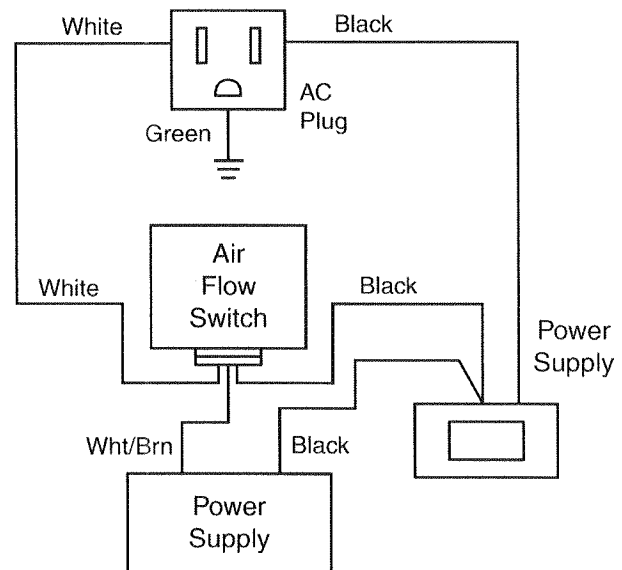 White
Black
AC
Plug
Green
Air
Flow
Switch
White
Black
Power
Supply
Wht/Brn
Black
Power
Supply